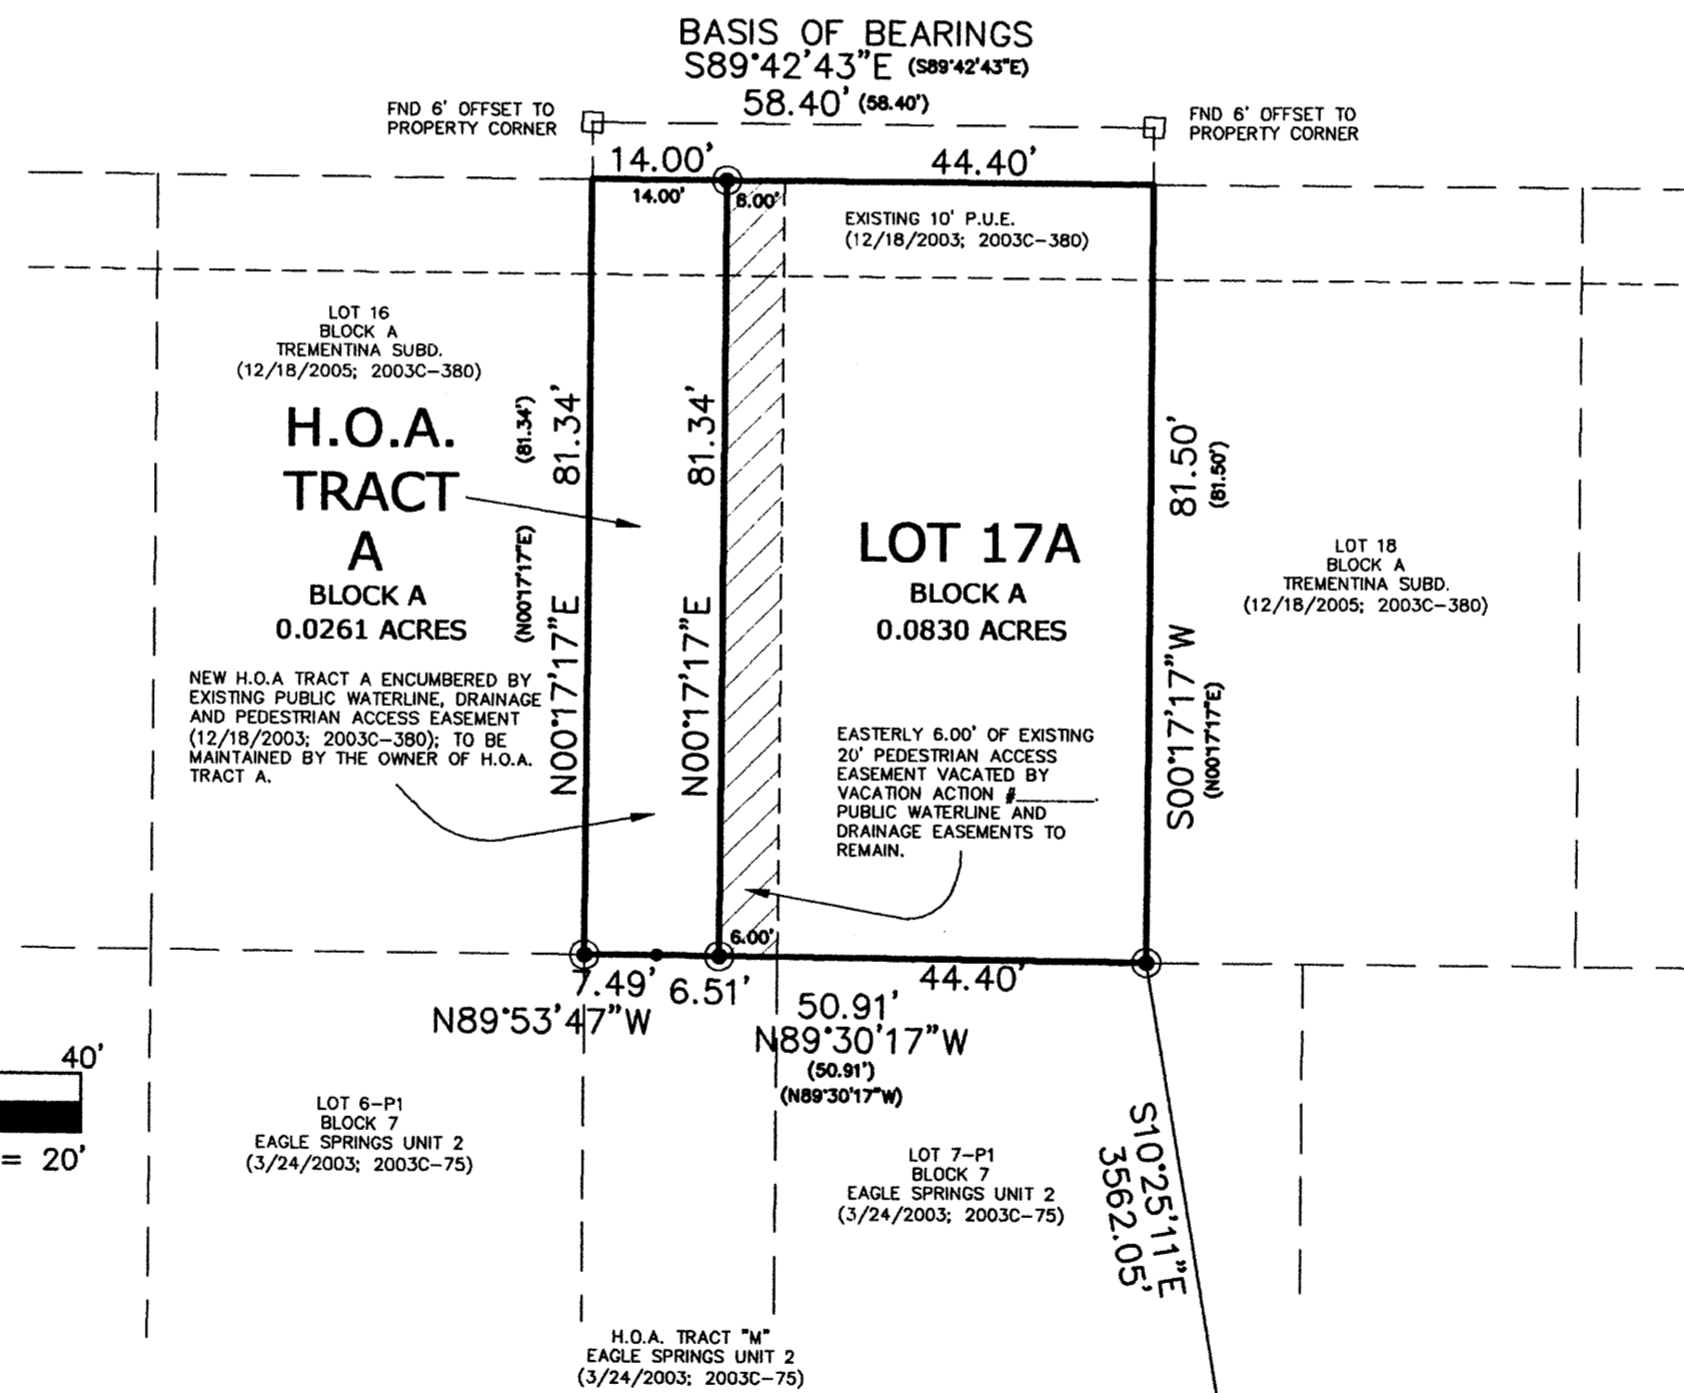 BASIS OF BEARINGS
S89°42'43"E (S89°42'43"E)
58.40' (58.40')
FND 6' OFFSET TO
PROPERTY CORNER
FND 6' OFFSET TO
PROPERTY CORNER
14.00'
44.40'
14.00'
6.00'
EXISTING 10' P.U.E.
(12/18/2003; 2003C-380)
LOT 16
BLOCK A
TREMENTINA SUBD.
(12/18/2005; 2003C-380)
H.O.A.
TRACT
A
BLOCK A
0.0261 ACRES
(N00°17'17"E) (81.34')
N00°17'17"E 81.34'
N00°17'17"E 81.34'
LOT 17A
BLOCK A
0.0830 ACRES
S00°17'17"W 81.50'
(N00°17'17"E) (81.50')
LOT 18
BLOCK A
TREMENTINA SUBD.
(12/18/2005; 2003C-380)
NEW H.O.A TRACT A ENCUMBERED BY
EXISTING PUBLIC WATERLINE, DRAINAGE
AND PEDESTRIAN ACCESS EASEMENT
(12/18/2003; 2003C-380); TO BE
MAINTAINED BY THE OWNER OF H.O.A.
TRACT A.
EASTERLY 6.00' OF EXISTING
20' PEDESTRIAN ACCESS
EASEMENT VACATED BY
VACATION ACTION #________.
PUBLIC WATERLINE AND
DRAINAGE EASEMENTS TO
REMAIN.
6.00'
7.49'
6.51'
44.40'
N89°53'47"W
50.91'
N89°30'17"W
(50.91')
(N89°30'17"W)
40'
= 20'
LOT 6-P1
BLOCK 7
EAGLE SPRINGS UNIT 2
(3/24/2003; 2003C-75)
LOT 7-P1
BLOCK 7
EAGLE SPRINGS UNIT 2
(3/24/2003; 2003C-75)
S10°25'11"E
3562.05'
H.O.A. TRACT "M"
EAGLE SPRINGS UNIT 2
(3/24/2003; 2003C-75)